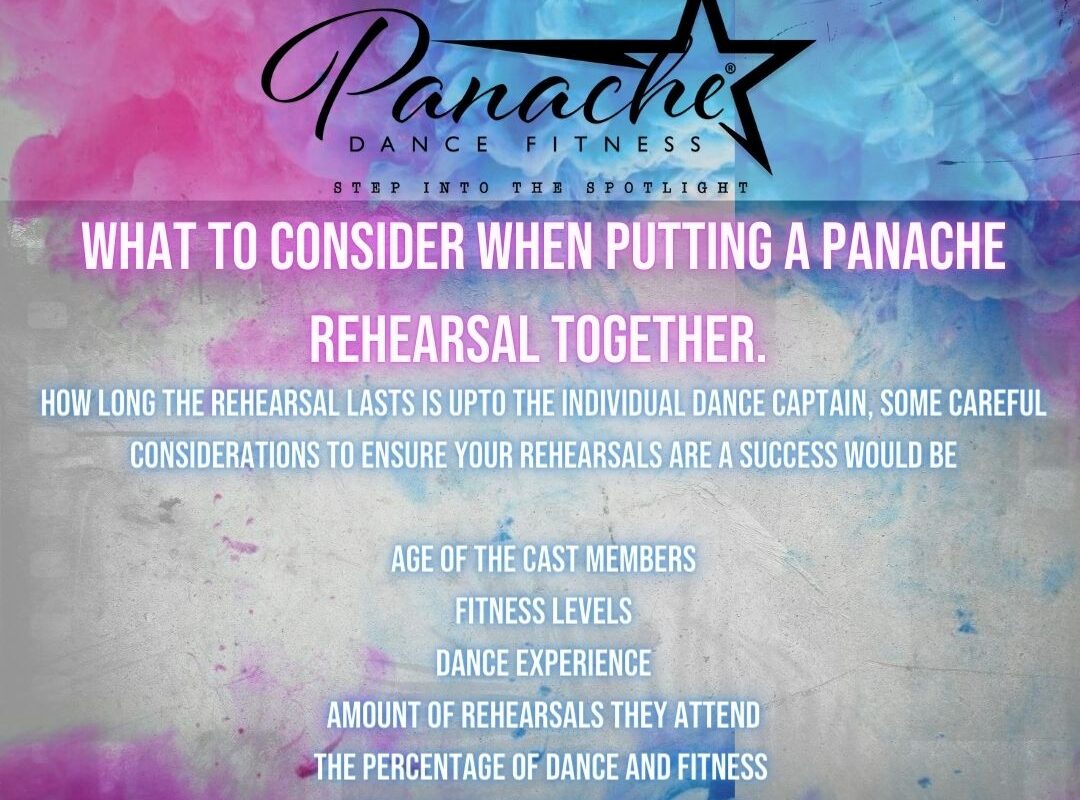 Panache®
DANCE FITNESS
STEP INTO THE SPOTLIGHT
WHAT TO CONSIDER WHEN PUTTING A PANACHE
REHEARSAL TOGETHER.
HOW LONG THE REHEARSAL LASTS IS UPTO THE INDIVIDUAL DANCE CAPTAIN, SOME CAREFUL
CONSIDERATIONS TO ENSURE YOUR REHEARSALS ARE A SUCCESS WOULD BE
AGE OF THE CAST MEMBERS
FITNESS LEVELS
DANCE EXPERIENCE
AMOUNT OF REHEARSALS THEY ATTEND
THE PERCENTAGE OF DANCE AND FITNESS